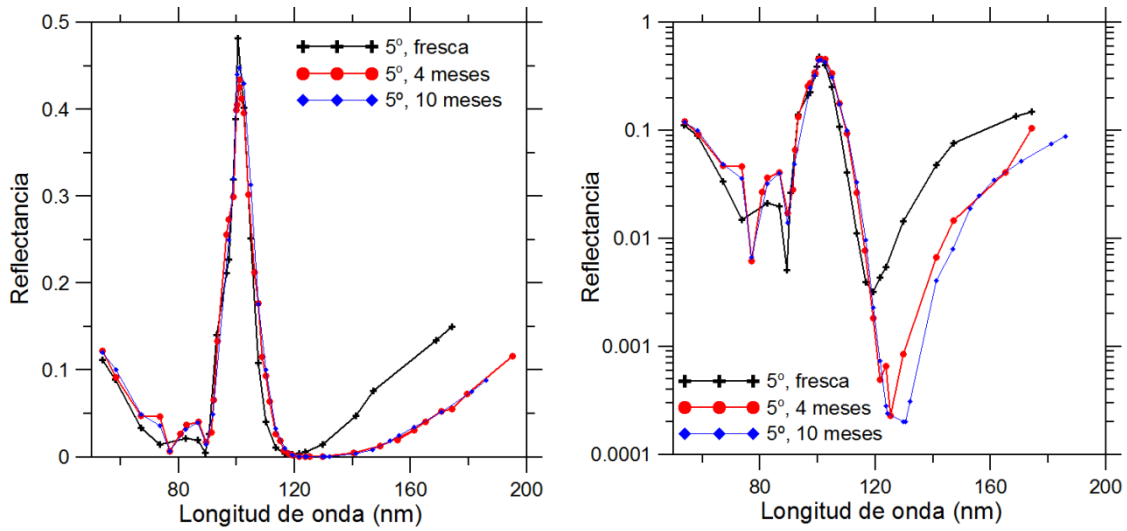 0.5
0.4
0.3
0.2
0.1
0
Reflectancia
80
120
160
200
Longitud de onda (nm)
5º, fresca
5º, 4 meses
5º, 10 meses
1
0.1
0.01
0.001
0.0001
Reflectancia
80
120
160
200
Longitud de onda (nm)
5º, fresca
5º, 4 meses
5º, 10 meses